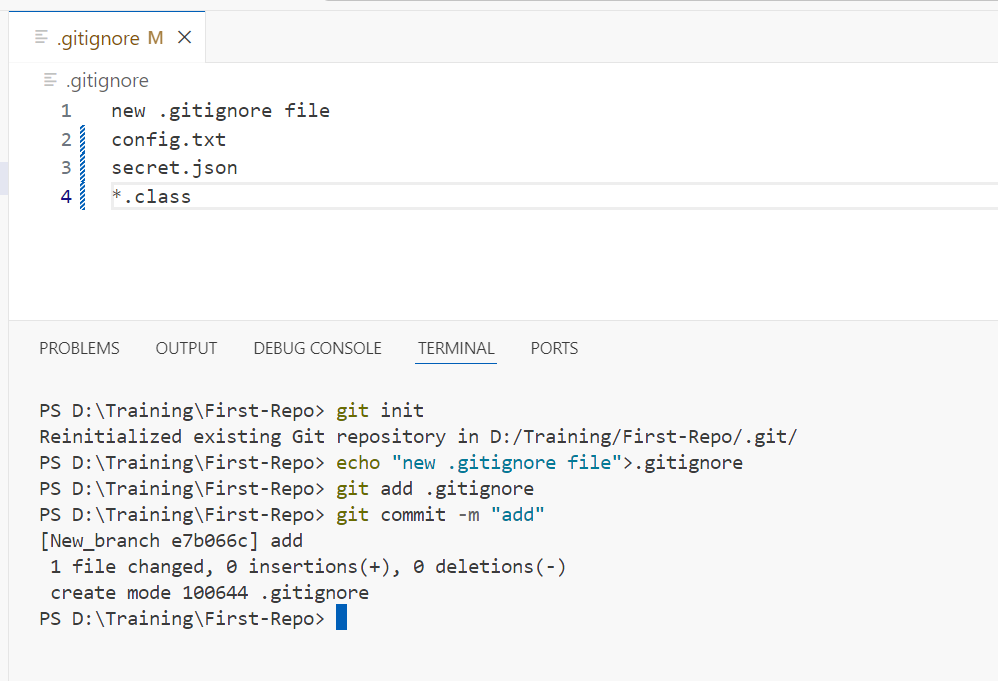 .gitignore M
.gitignore
1 new .gitignore file
2 config.txt
3 secret.json
4 *.class
PROBLEMS OUTPUT DEBUG CONSOLE TERMINAL PORTS
PS D:\Training\First-Repo> git init
Reinitialized existing Git repository in D:/Training/First-Repo/.git/
PS D:\Training\First-Repo> echo "new .gitignore file">.gitignore
PS D:\Training\First-Repo> git add .gitignore
PS D:\Training\First-Repo> git commit -m "add"
[New_branch e7b066c] add
 1 file changed, 0 insertions(+), 0 deletions(-)
 create mode 100644 .gitignore
PS D:\Training\First-Repo>